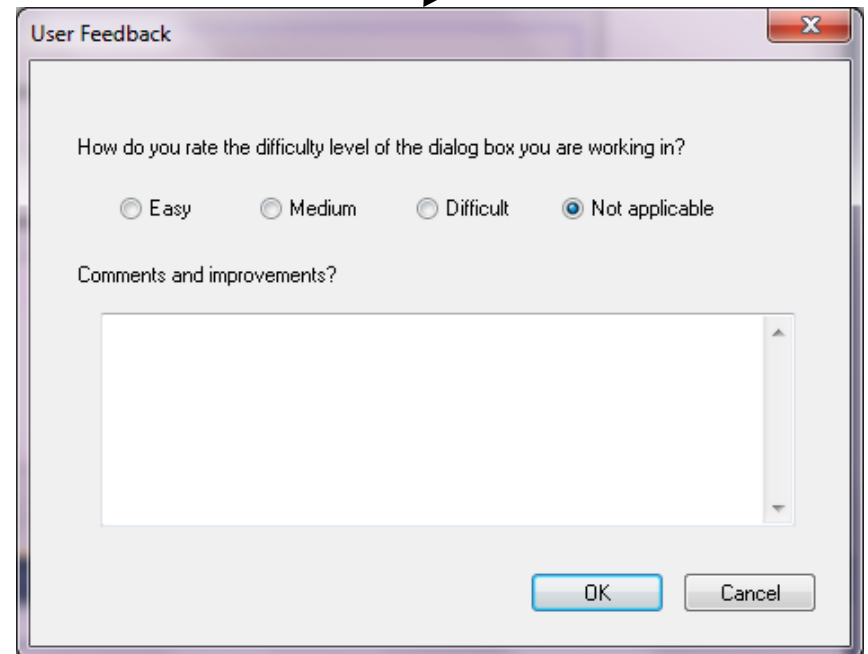 User Feedback
How do you rate the difficulty level of the dialog box you are working in?
Easy Medium Difficult Not applicable
Comments and improvements?
OK Cancel